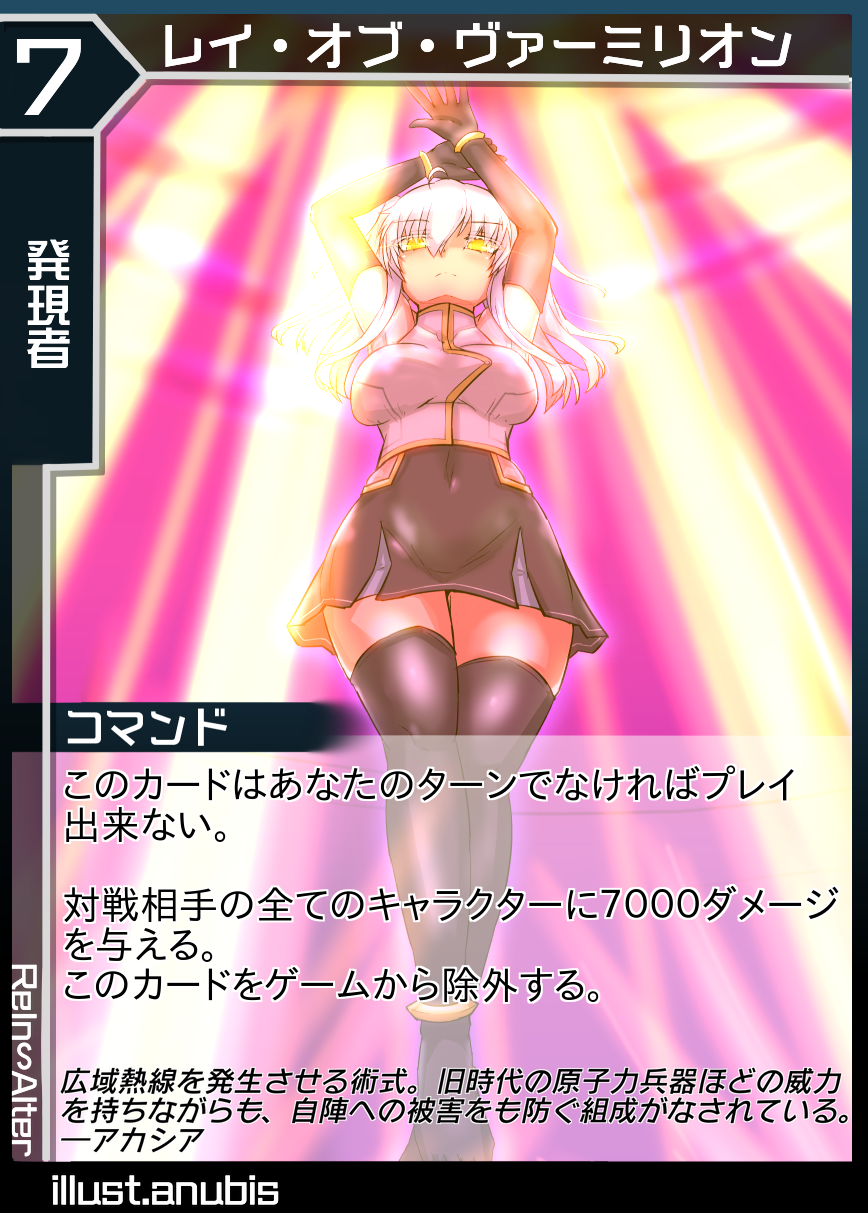 7
レイ・オブ・ヴァーミリオン
発現者
コマンド
このカードはあなたのターンでなければプレイ
出来ない。
対戦相手の全てのキャラクターに7000ダメージ
を与える。
このカードをゲームから除外する。
広域熱線を発生させる術式。旧時代の原子力兵器ほどの威力
を持ちながらも、自陣への被害をも防ぐ組成がなされている。
―アカシア
ReIn∽Alter
illust.anubis